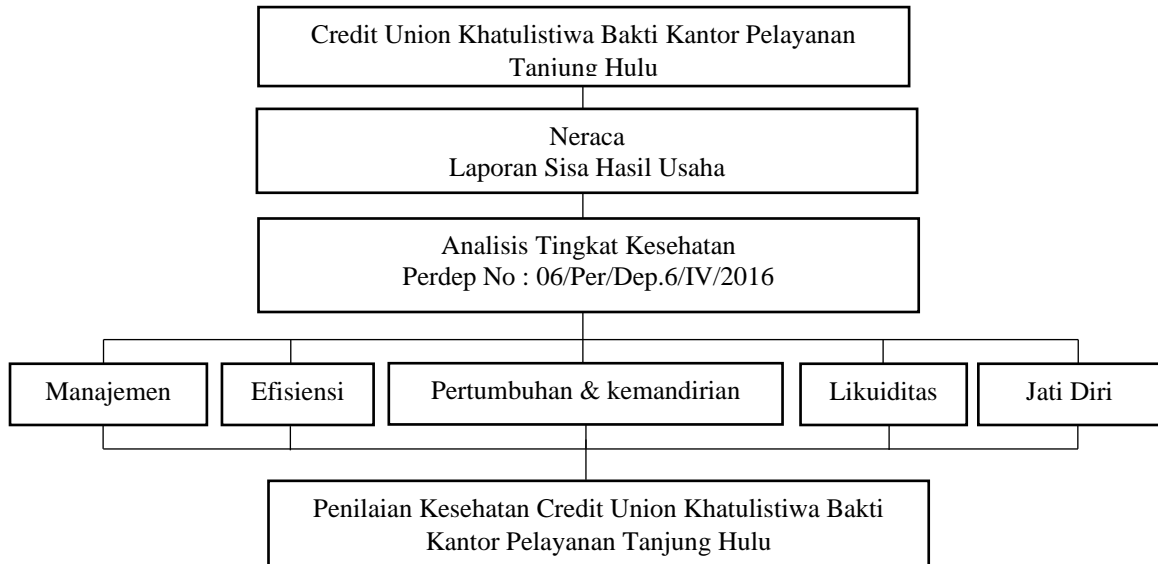 Credit Union Khatulistiwa Bakti Kantor Pelayanan
Tanjung Hulu
Neraca
Laporan Sisa Hasil Usaha
Analisis Tingkat Kesehatan
Perdep No : 06/Per/Dep.6/IV/2016
Manajemen
Efisiensi
Pertumbuhan & kemandirian
Likuiditas
Jati Diri
Penilaian Kesehatan Credit Union Khatulistiwa Bakti
Kantor Pelayanan Tanjung Hulu